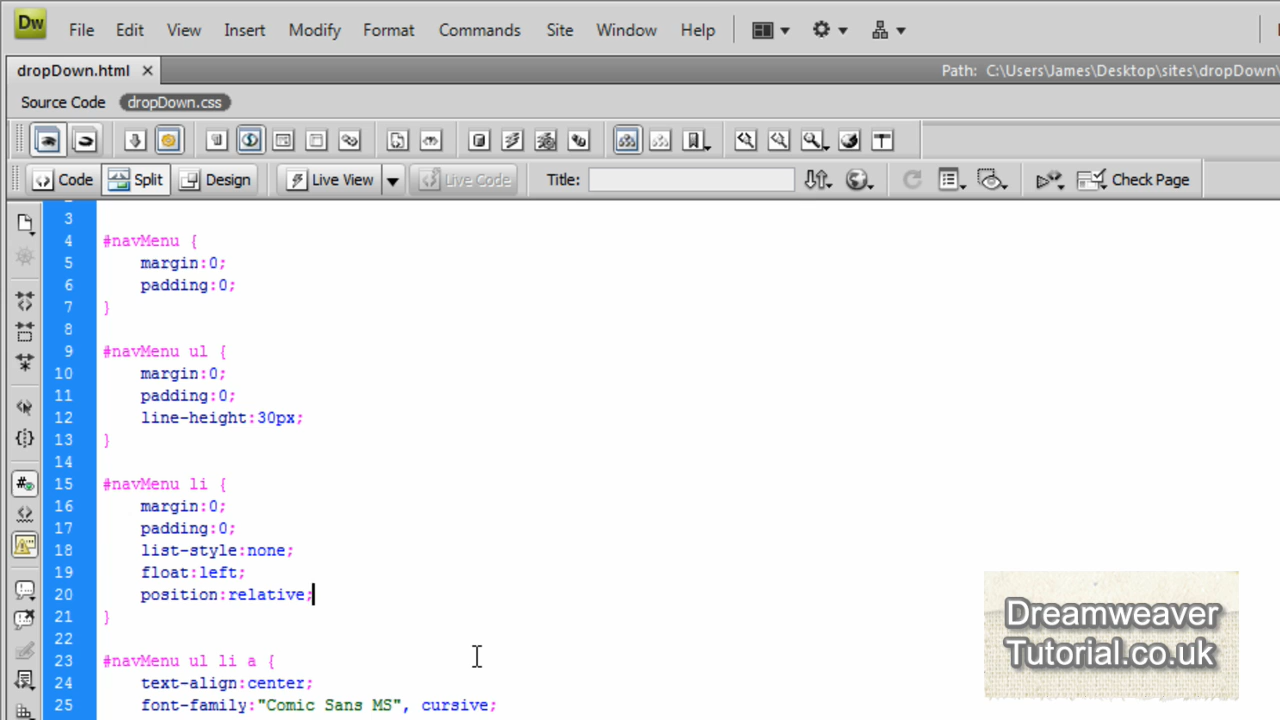 Dw File Edit View Insert Modify Format Commands Site Window Help
dropDown.html × Path: C:\Users\James\Desktop\sites\dropDown\
Source Code dropDown.css
Code Split Design Live View Live Code Title: Check Page
3
4 #navMenu {
5 margin:0;
6 padding:0;
7 }
8
9 #navMenu ul {
10 margin:0;
11 padding:0;
12 line-height:30px;
13 }
14
15 #navMenu li {
16 margin:0;
17 padding:0;
18 list-style:none;
19 float:left;
20 position:relative;
21 }
22
23 #navMenu ul li a {
24 text-align:center;
25 font-family:"Comic Sans MS", cursive;
Dreamweaver
Tutorial.co.uk